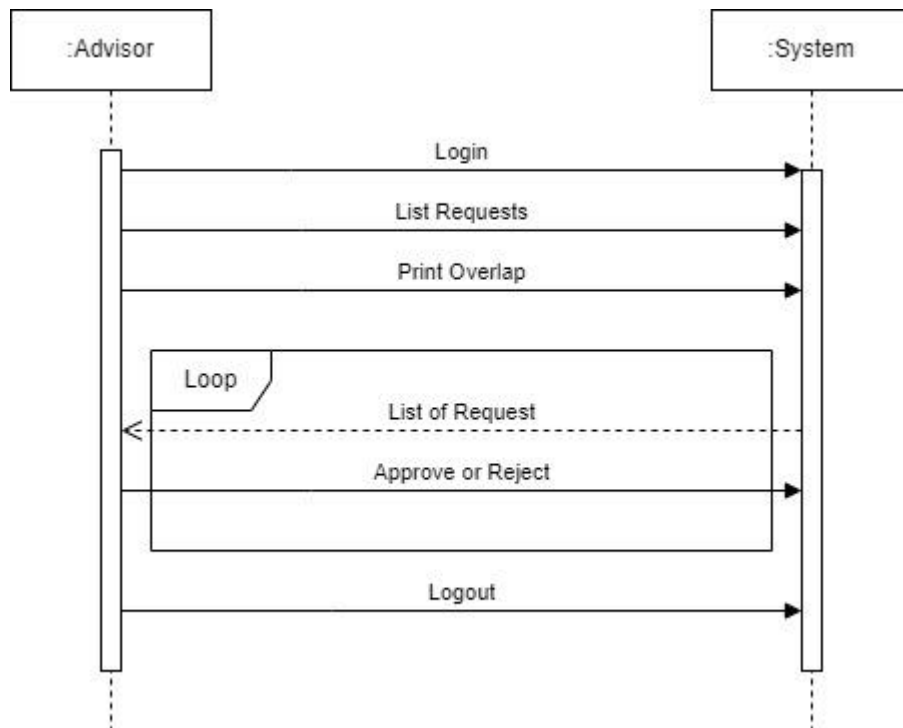 :Advisor
:System
Login
List Requests
Print Overlap
Loop
List of Request
Approve or Reject
Logout